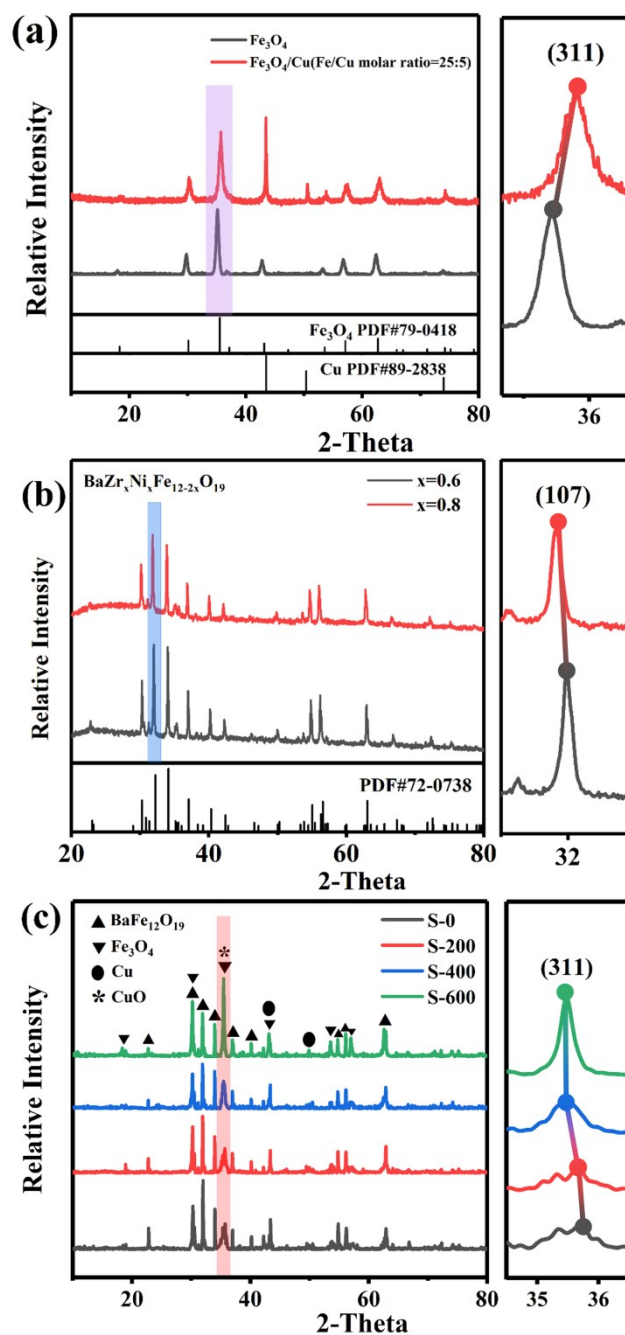 (a)
Fe₃O₄
Fe₃O₄/Cu(Fe/Cu molar ratio=25:5)
Relative Intensity
Fe₃O₄ PDF#79-0418
Cu PDF#89-2838
20 40 60 80
2-Theta
(311)
36
(b)
BaZrₓNiₓFe₁₂₋₂ₓO₁₉
x=0.6
x=0.8
Relative Intensity
PDF#72-0738
20 40 60 80
2-Theta
(107)
32
(c)
BaFe₁₂O₁₉
Fe₃O₄
Cu
CuO
S-0
S-200
S-400
S-600
Relative Intensity
20 40 60 80
2-Theta
(311)
35 36